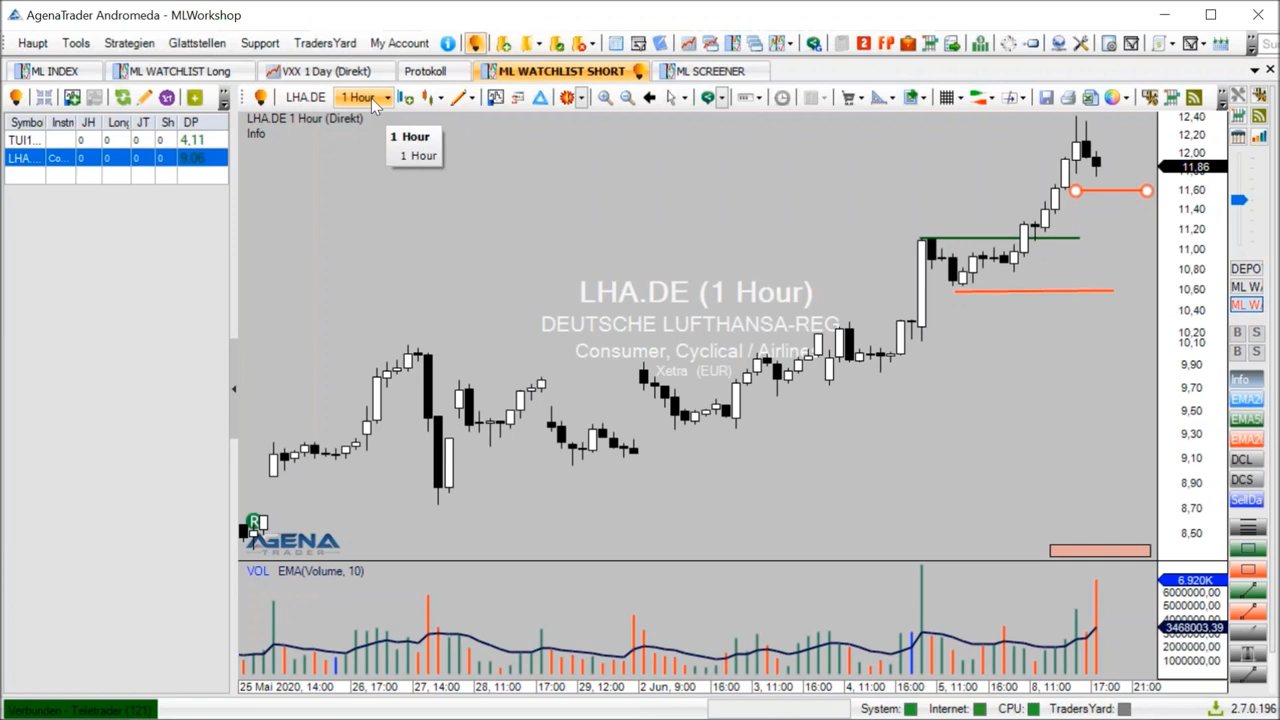 AgenaTrader Andromeda - MLWorkshop
Haupt Tools Strategien Glattstellen Support TradersYard My Account
ML INDEX ML WATCHLIST Long VXX 1 Day (Direkt) Protokoll ML WATCHLIST SHORT ML SCREENER
LHA.DE 1 Hour
Symbo Instr JH Long JT Sh DP
TUI1... 0 0 0 0 4,11
LHA.... Co... 0 0 0 0 9,06
LHA.DE 1 Hour (Direkt)
Info
1 Hour
1 Hour
LHA.DE (1 Hour)
DEUTSCHE LUFTHANSA-REG
Consumer, Cyclical / Airline
Xetra (EUR)
12,40
12,20
12,00
11,86
11,60
11,40
11,20
11,00
10,80
10,60
10,40
10,20
10,10
9,90
9,70
9,50
9,30
9,10
8,90
8,70
8,50
DEPO
ML WA
ML W
B S
B S
Info
EMA2
EMA5
EMA2
DCL
DCS
SellDa
R
AGENA
TRADER
VOL EMA(Volume, 10)
6.920K
6000000,00
5000000,00
3468003,39
2000000,00
1000000,00
25 Mai 2020, 14:00 26, 17:00 27, 14:00 28, 11:00 17:00 29, 12:00 2 Jun, 9:00 16:00 3, 11:00 16:00 4, 11:00 16:00 5, 11:00 16:00 8, 11:00 17:00 21:00
Verbunden - Teletrader (121) System: Internet: CPU: TradersYard: 2.7.0.196